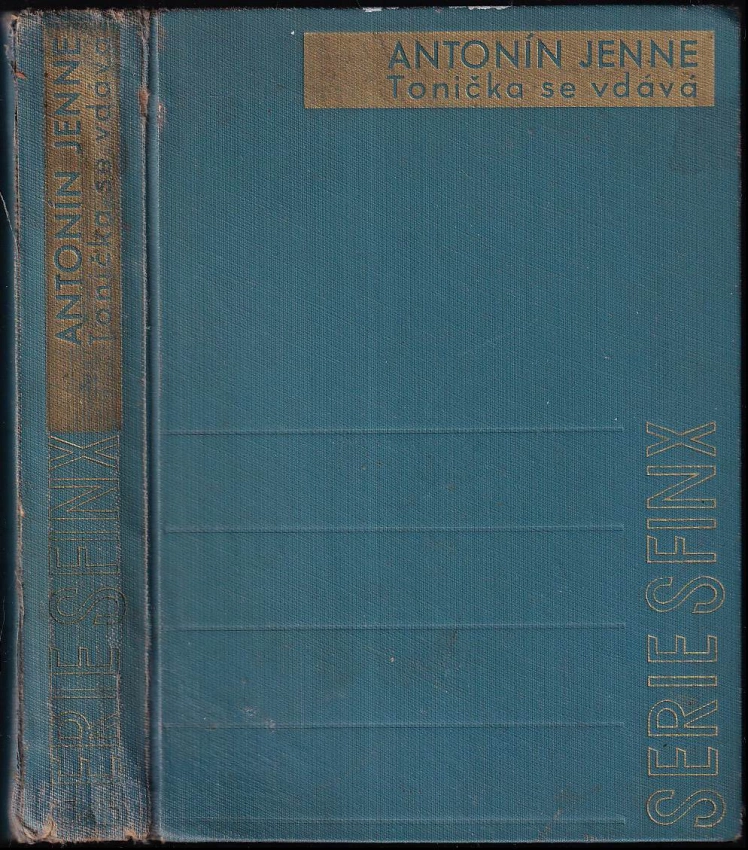 ANTONÍN JENNE
Tonička se vdává
SERIE SFINX
ANTONÍN JENNE
Tonička se vdává
SERIE SFINX